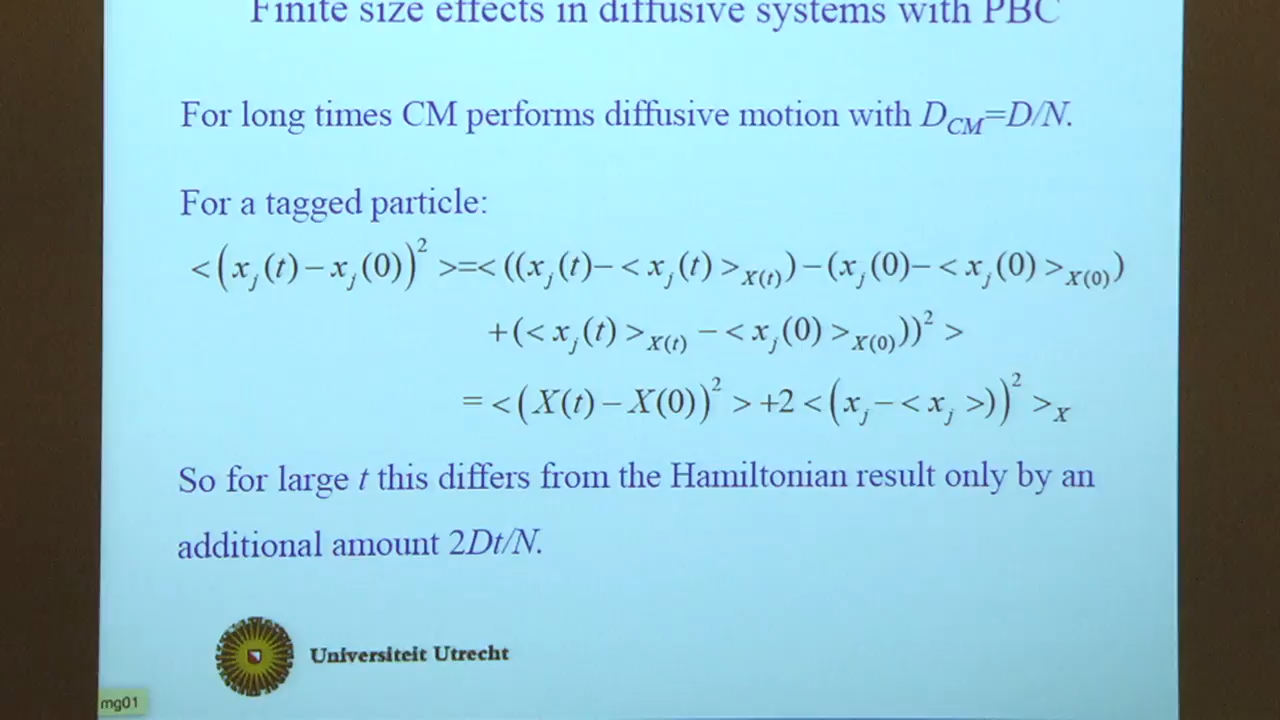 Finite size effects in diffusive systems with PBC
For long times CM performs diffusive motion with D_CM=D/N.
For a tagged particle:
<(x_j(t)−x_j(0))^2 >=<((x_j(t)−<x_j(t)>_X(t))−(x_j(0)−<x_j(0)>_X(0))
+(<x_j(t)>_X(t) −<x_j(0)>_X(0)))^2 >
=<(X(t)−X(0))^2 >+2<(x_j−<x_j>))^2 >_X
So for large t this differs from the Hamiltonian result only by an
additional amount 2Dt/N.
Universiteit Utrecht
mg01